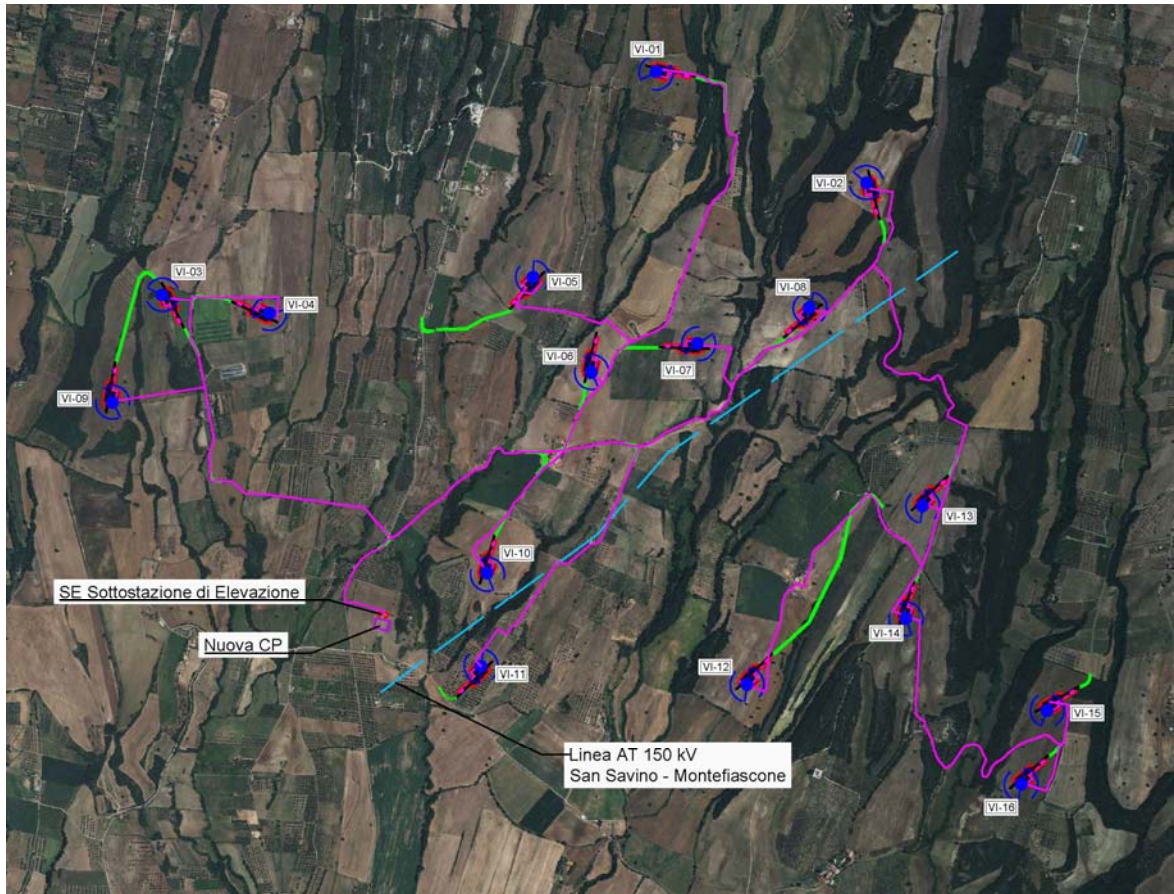 VI-01
VI-02
VI-03
VI-04
VI-05
VI-08
VI-06
VI-07
VI-09
VI-13
VI-10
SE Sottostazione di Elevazione
Nuova CP
VI-14
VI-11
VI-12
VI-15
Linea AT 150 kV
San Savino - Montefiascone
VI-16